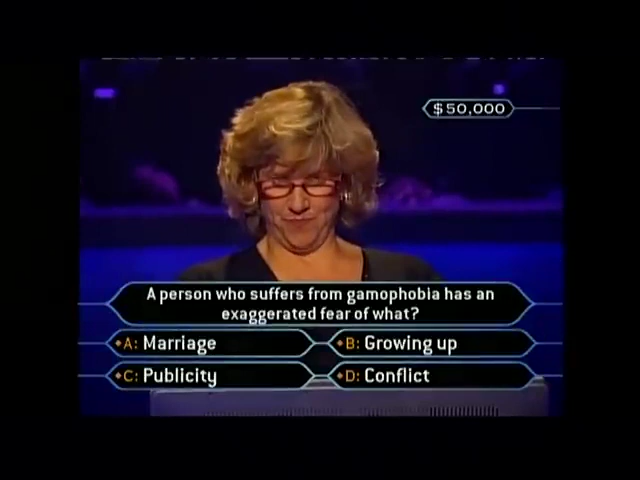 $50,000
A person who suffers from gamophobia has an
exaggerated fear of what?
A: Marriage
B: Growing up
C: Publicity
D: Conflict